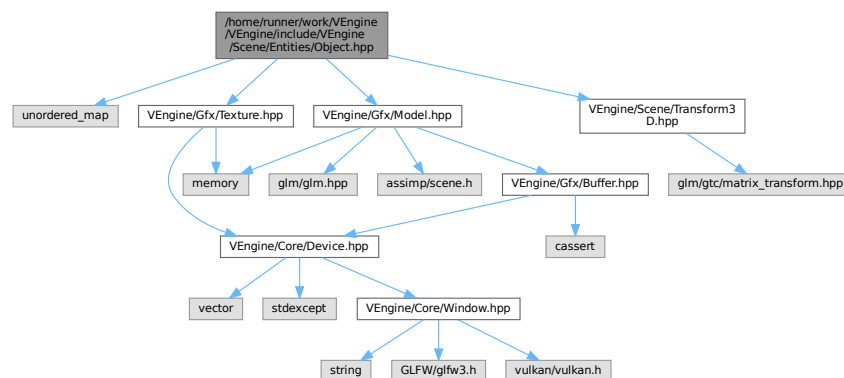 /home/runner/work/VEngine
/VEngine/include/VEngine
/Scene/Entities/Object.hpp
unordered_map
VEngine/Gfx/Texture.hpp
VEngine/Gfx/Model.hpp
VEngine/Scene/Transform3
D.hpp
memory
glm/glm.hpp
assimp/scene.h
VEngine/Gfx/Buffer.hpp
glm/gtc/matrix_transform.hpp
VEngine/Core/Device.hpp
cassert
vector
stdexcept
VEngine/Core/Window.hpp
string
GLFW/glfw3.h
vulkan/vulkan.h